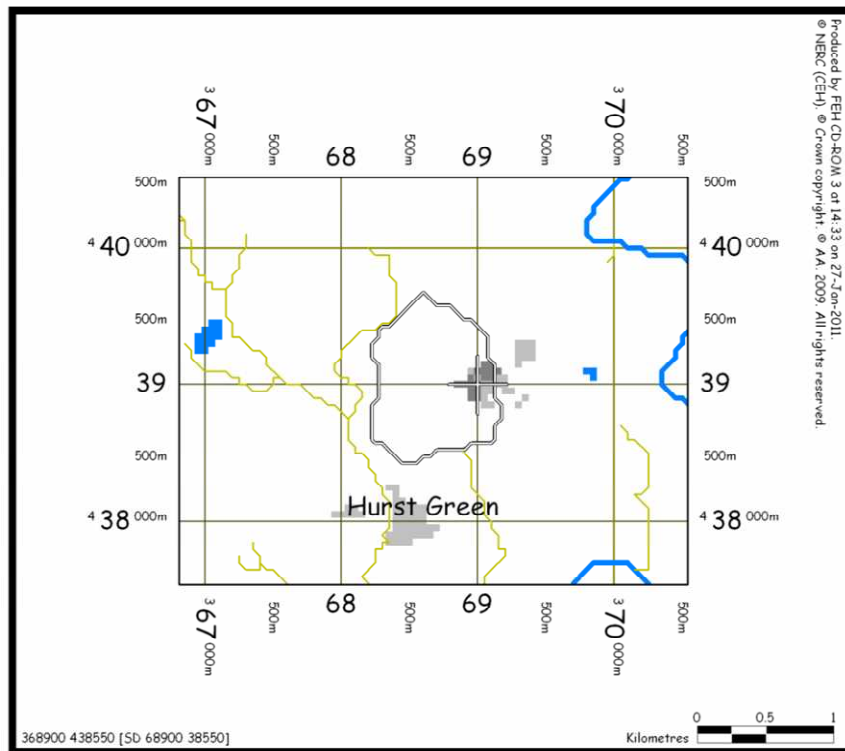 Produced by FEH CD-ROM 3 at 14:33 on 27-Jan-2011.
© NERC (CEH). © Crown copyright. © AA. 2009. All rights reserved.
3 67 000m
500m
68
500m
69
500m
3 70 000m
500m
500m
500m
4 40 000m
4 40 000m
500m
500m
39
39
500m
500m
Hurst Green
4 38 000m
4 38 000m
3 67 000m
500m
68
500m
69
500m
3 70 000m
500m
368900 438550 [SD 68900 38550]
Kilometres
0 0.5 1